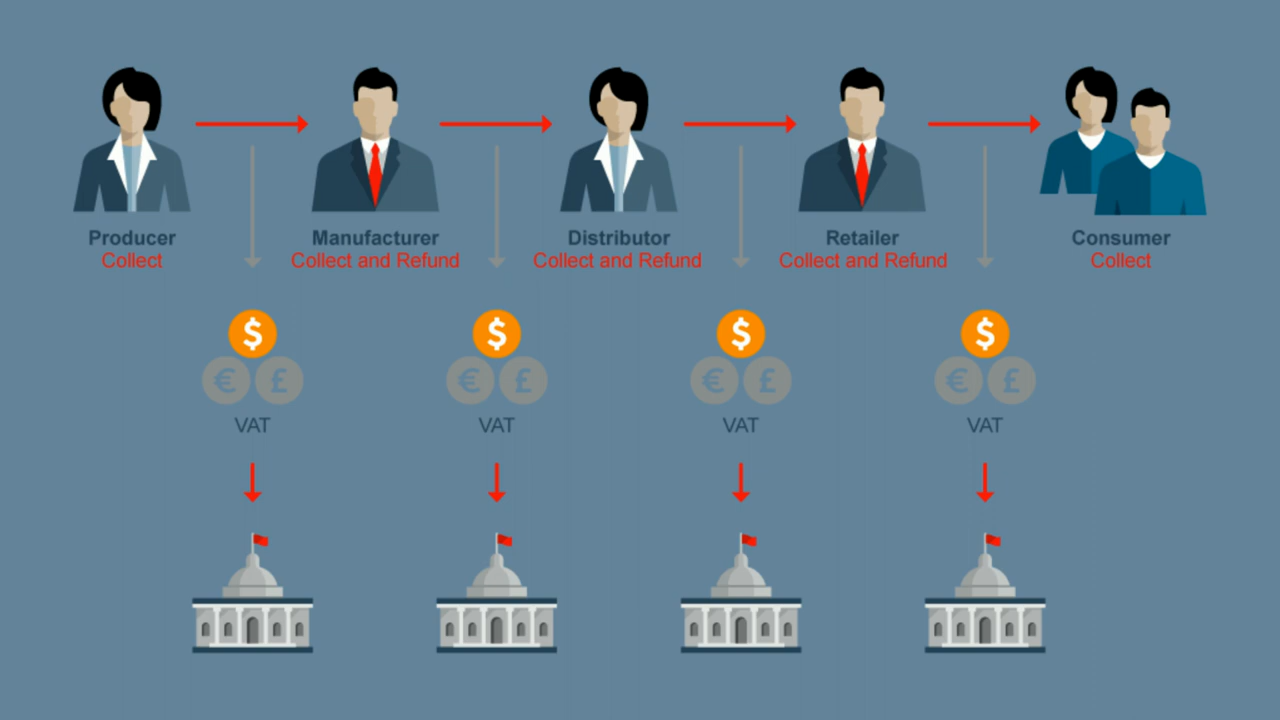 Producer
Collect
Manufacturer
Collect and Refund
Distributor
Collect and Refund
Retailer
Collect and Refund
Consumer
Collect
$
€ £
VAT
$
€ £
VAT
$
€ £
VAT
$
€ £
VAT